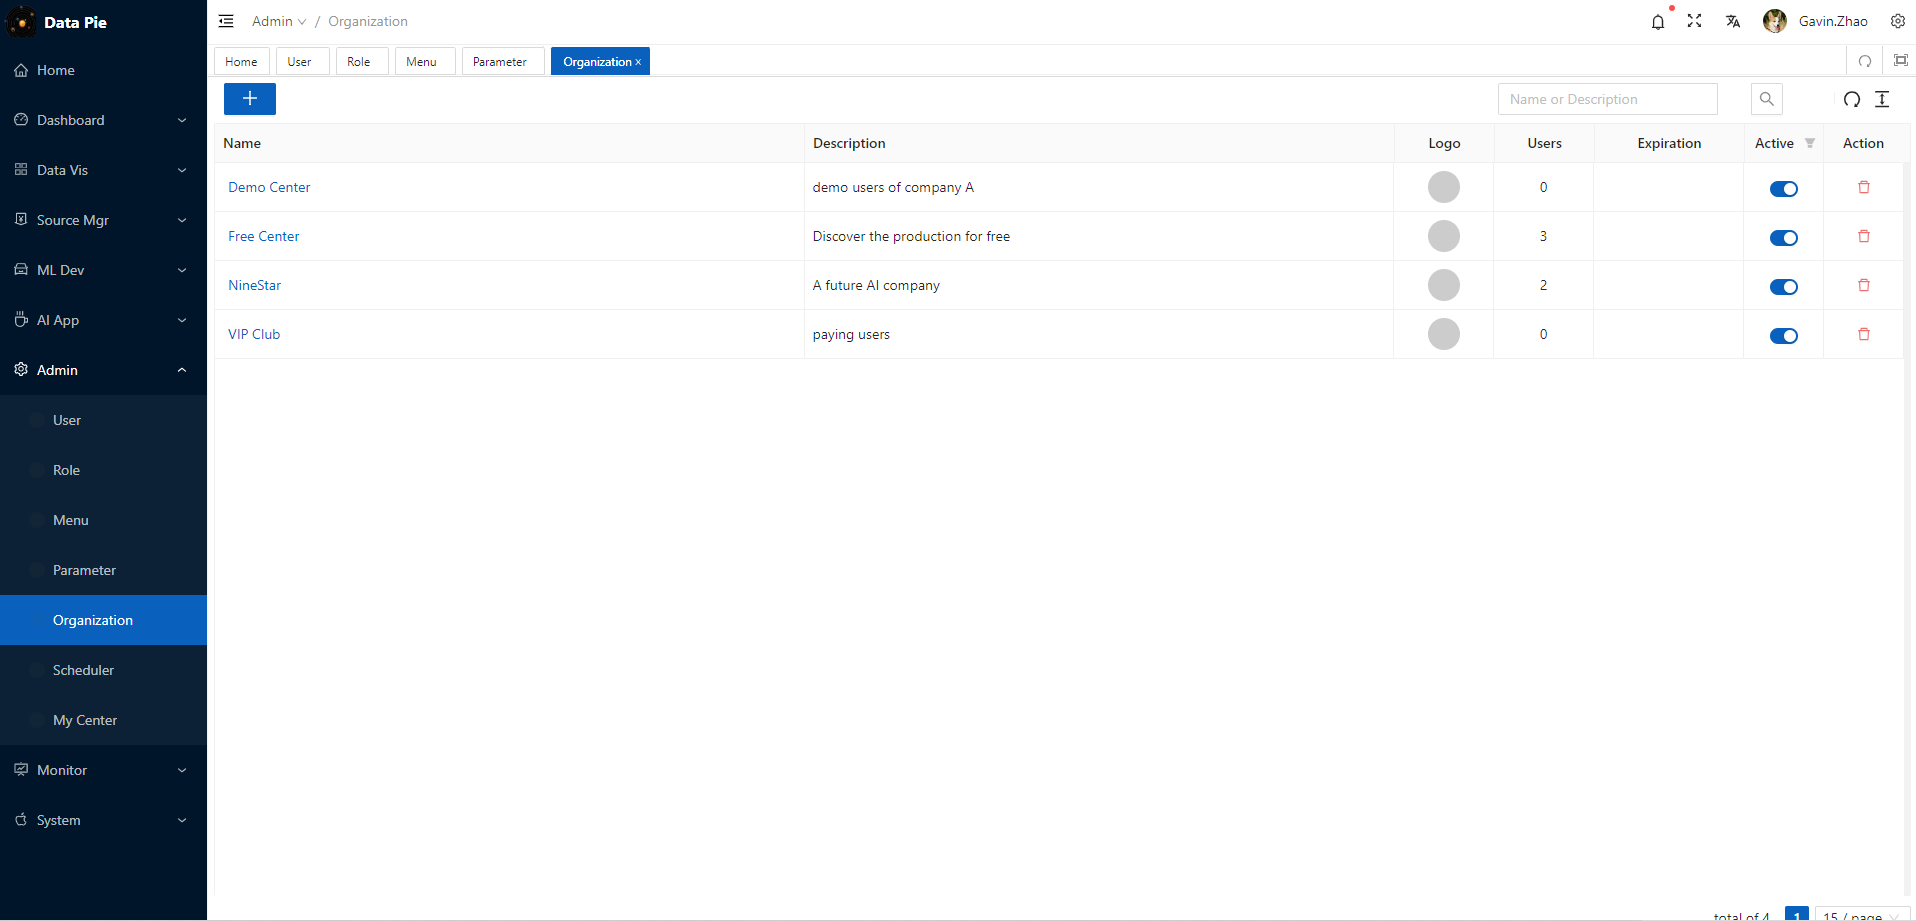 Data Pie
Admin / Organization
Gavin.Zhao
Home
User
Role
Menu
Parameter
Organization ×
Home
Dashboard
Data Vis
Source Mgr
ML Dev
AI App
Admin
User
Role
Menu
Parameter
Organization
Scheduler
My Center
Monitor
System
Name or Description
Name Description Logo Users Expiration Active Action
Demo Center demo users of company A 0
Free Center Discover the production for free 3
NineStar A future AI company 2
VIP Club paying users 0
total of 4 1 15 / page